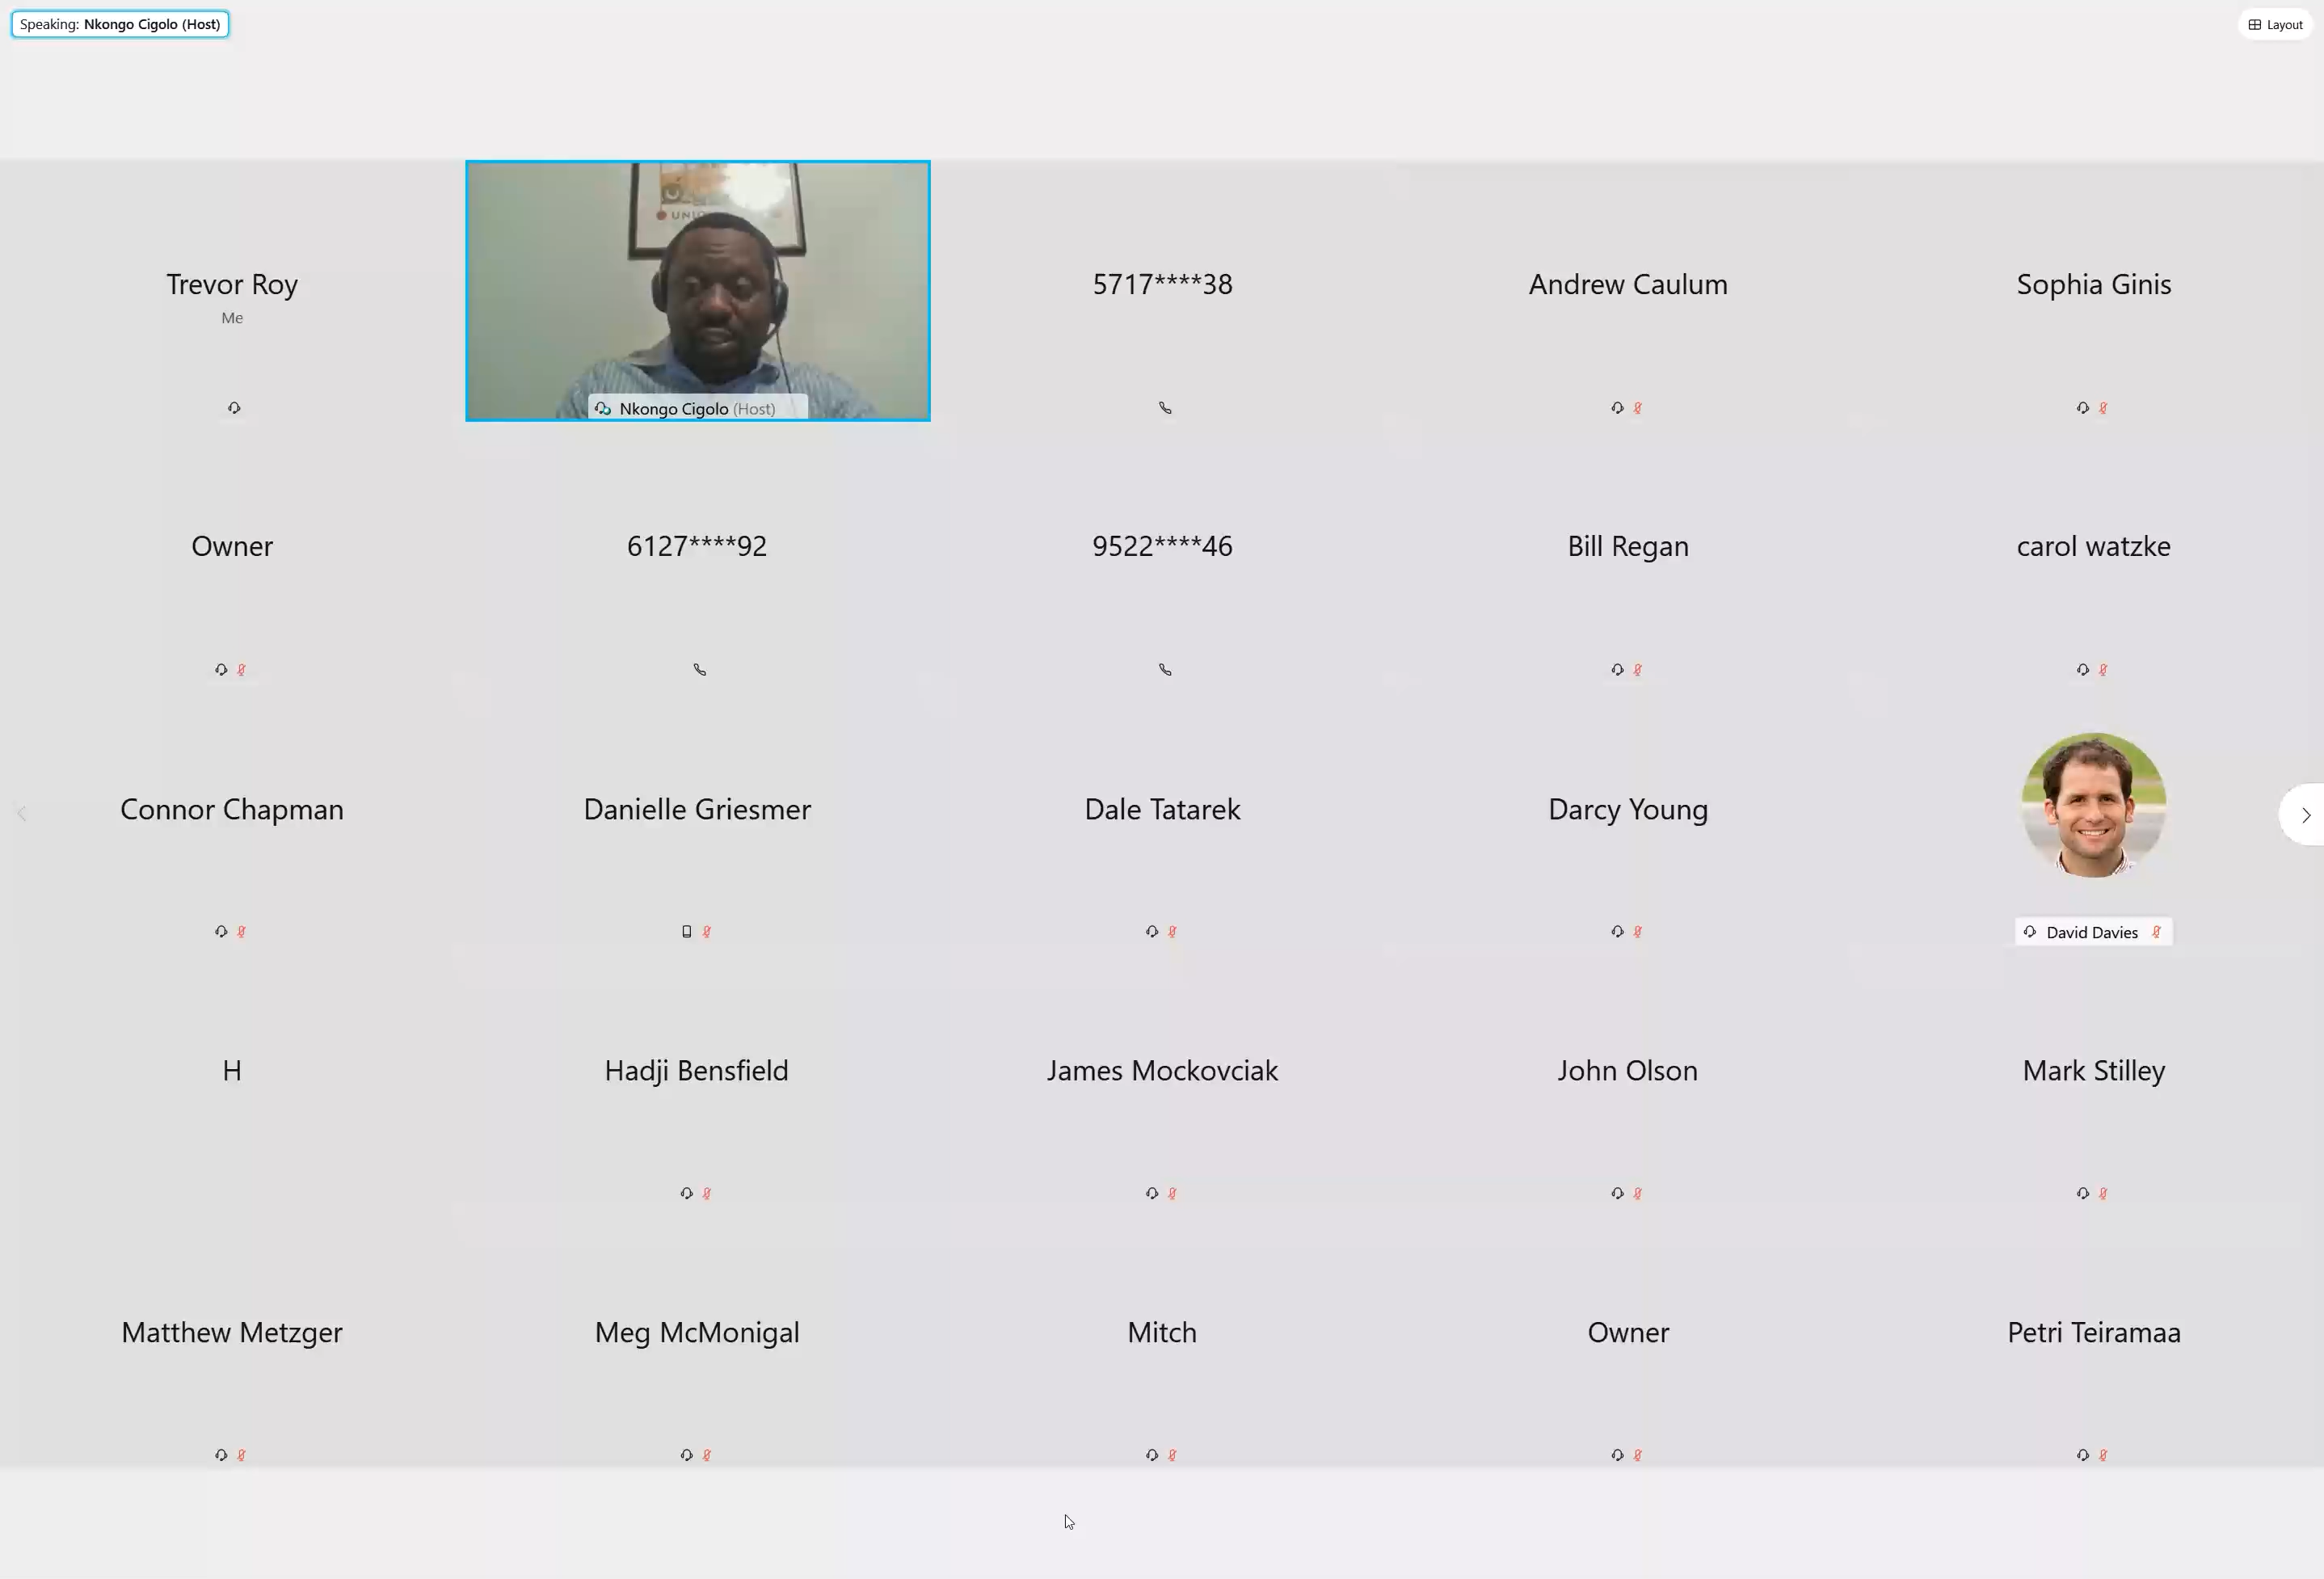 Speaking: Nkongo Cigolo (Host)
Layout
UNI
Trevor Roy
Me
Nkongo Cigolo (Host)
5717****38
Andrew Caulum
Sophia Ginis
Owner
6127****92
9522****46
Bill Regan
carol watzke
Connor Chapman
Danielle Griesmer
Dale Tatarek
Darcy Young
David Davies
H
Hadji Bensfield
James Mockovciak
John Olson
Mark Stilley
Matthew Metzger
Meg McMonigal
Mitch
Owner
Petri Teiramaa